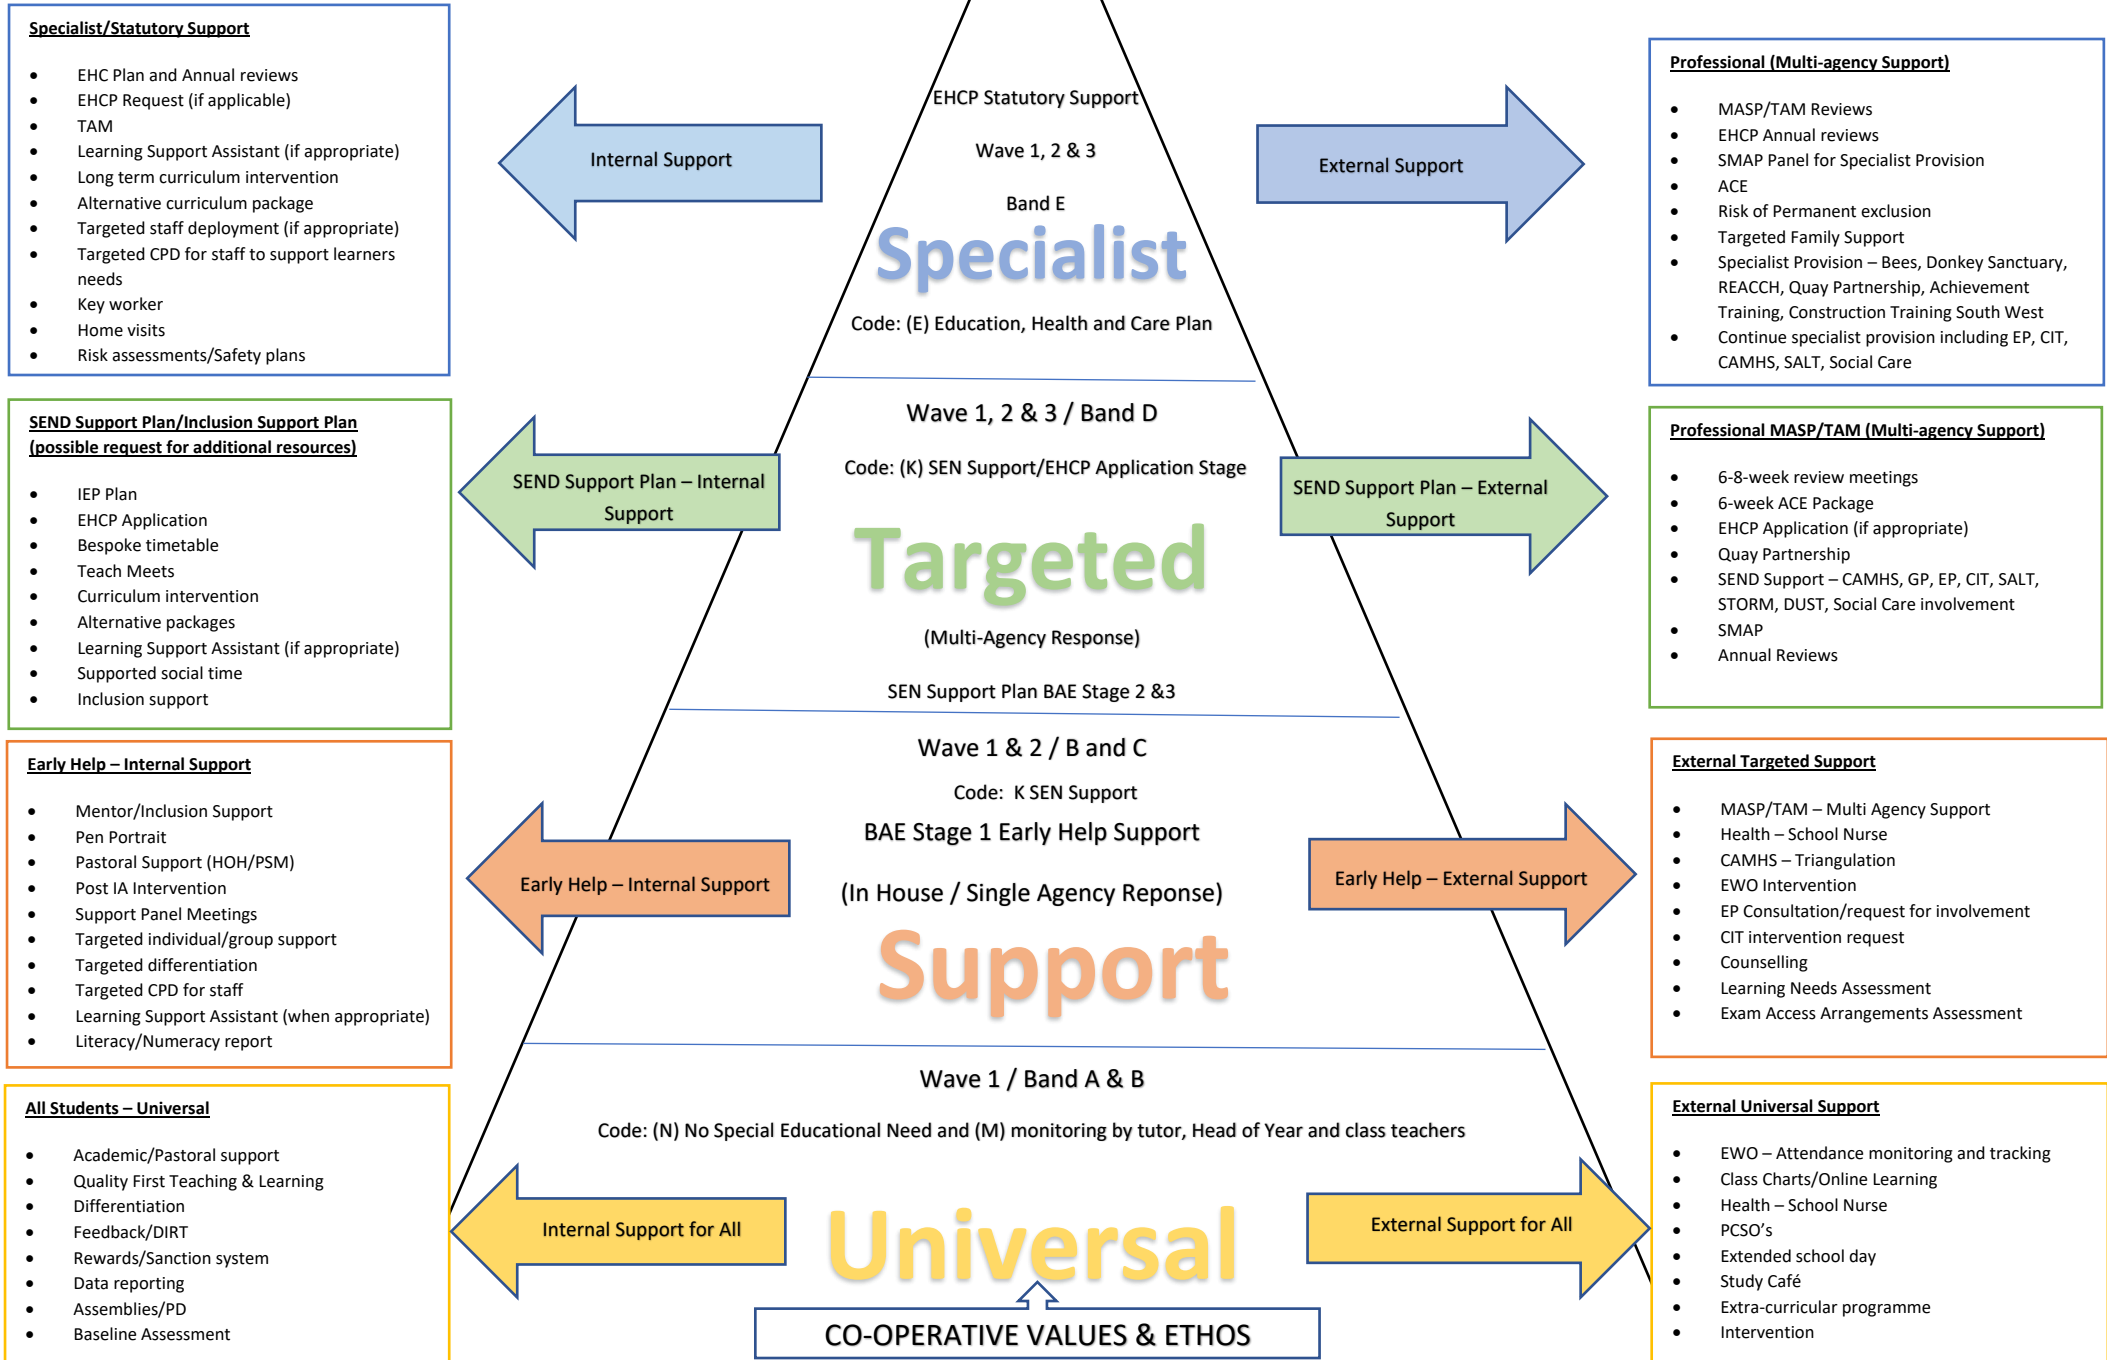 Specialist/Statutory Support
• EHC Plan and Annual reviews
• EHCP Request (if applicable)
• TAM
• Learning Support Assistant (if appropriate)
• Long term curriculum intervention
• Alternative curriculum package
• Targeted staff deployment (if appropriate)
• Targeted CPD for staff to support learners
needs
• Key worker
• Home visits
• Risk assessments/Safety plans
Internal Support
EHCP Statutory Support
Wave 1, 2 & 3
Band E
Specialist
Code: (E) Education, Health and Care Plan
External Support
Professional (Multi-agency Support)
• MASP/TAM Reviews
• EHCP Annual reviews
• SMAP Panel for Specialist Provision
• ACE
• Risk of Permanent exclusion
• Targeted Family Support
• Specialist Provision – Bees, Donkey Sanctuary,
REACCH, Quay Partnership, Achievement
Training, Construction Training South West
• Continue specialist provision including EP, CIT,
CAMHS, SALT, Social Care
SEND Support Plan/Inclusion Support Plan
(possible request for additional resources)
• IEP Plan
• EHCP Application
• Bespoke timetable
• Teach Meets
• Curriculum intervention
• Alternative packages
• Learning Support Assistant (if appropriate)
• Supported social time
• Inclusion support
SEND Support Plan – Internal
Support
Wave 1, 2 & 3 / Band D
Code: (K) SEN Support/EHCP Application Stage
Targeted
(Multi-Agency Response)
SEN Support Plan BAE Stage 2 &3
SEND Support Plan – External
Support
Professional MASP/TAM (Multi-agency Support)
• 6-8-week review meetings
• 6-week ACE Package
• EHCP Application (if appropriate)
• Quay Partnership
• SEND Support – CAMHS, GP, EP, CIT, SALT,
STORM, DUST, Social Care involvement
• SMAP
• Annual Reviews
Early Help – Internal Support
• Mentor/Inclusion Support
• Pen Portrait
• Pastoral Support (HOH/PSM)
• Post IA Intervention
• Support Panel Meetings
• Targeted individual/group support
• Targeted differentiation
• Targeted CPD for staff
• Learning Support Assistant (when appropriate)
• Literacy/Numeracy report
Early Help – Internal Support
Wave 1 & 2 / B and C
Code: K SEN Support
BAE Stage 1 Early Help Support
(In House / Single Agency Reponse)
Support
Early Help – External Support
External Targeted Support
• MASP/TAM – Multi Agency Support
• Health – School Nurse
• CAMHS – Triangulation
• EWO Intervention
• EP Consultation/request for involvement
• CIT intervention request
• Counselling
• Learning Needs Assessment
• Exam Access Arrangements Assessment
All Students – Universal
• Academic/Pastoral support
• Quality First Teaching & Learning
• Differentiation
• Feedback/DIRT
• Rewards/Sanction system
• Data reporting
• Assemblies/PD
• Baseline Assessment
Internal Support for All
Wave 1 / Band A & B
Code: (N) No Special Educational Need and (M) monitoring by tutor, Head of Year and class teachers
Universal
CO-OPERATIVE VALUES & ETHOS
External Support for All
External Universal Support
• EWO – Attendance monitoring and tracking
• Class Charts/Online Learning
• Health – School Nurse
• PCSO’s
• Extended school day
• Study Café
• Extra-curricular programme
• Intervention